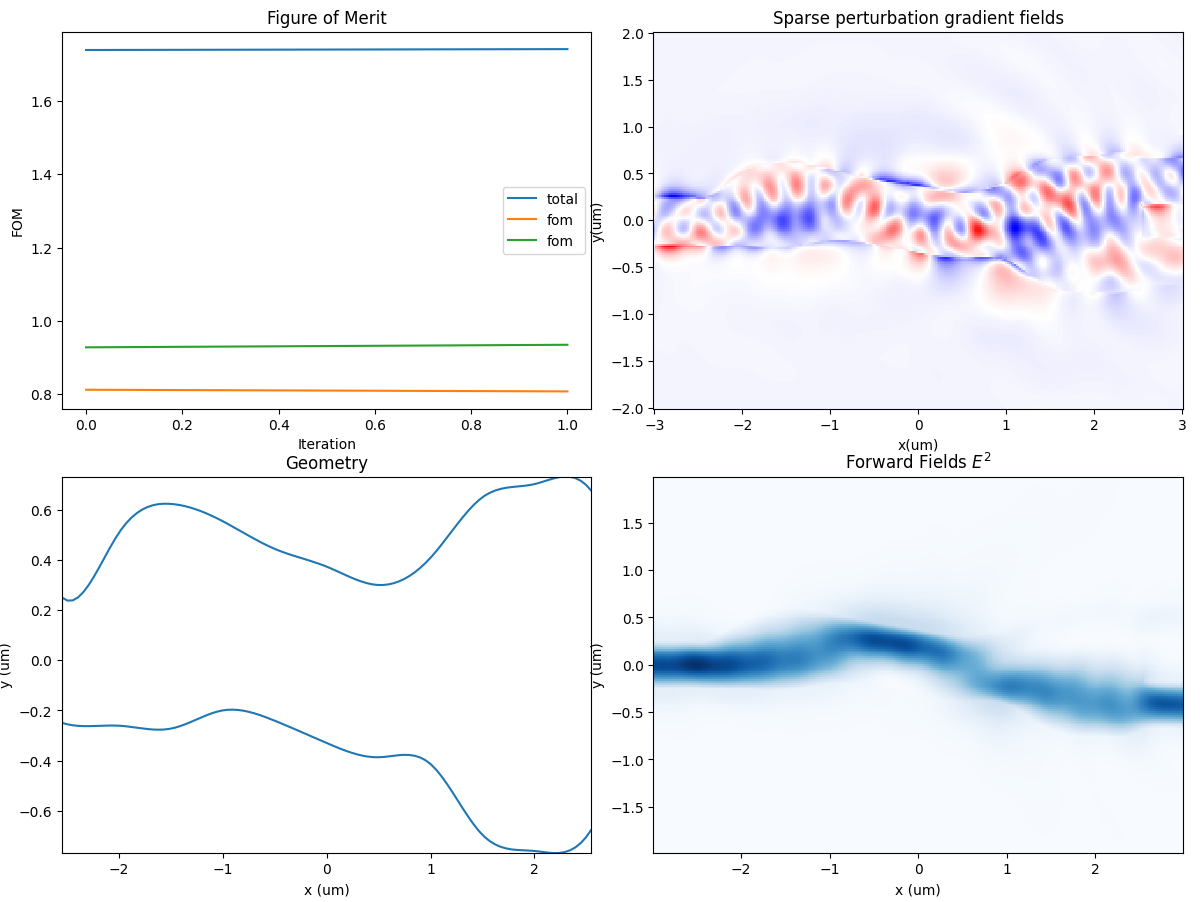 Figure of Merit
FOM
1.6
1.4
1.2
1.0
0.8
total
fom
fom
0.0 0.2 0.4 0.6 0.8 1.0
Iteration
Sparse perturbation gradient fields
y(um)
2.0
1.5
1.0
0.5
0.0
−0.5
−1.0
−1.5
−2.0
−3 −2 −1 0 1 2 3
x(um)
Geometry
y (um)
0.6
0.4
0.2
0.0
−0.2
−0.4
−0.6
−2 −1 0 1 2
x (um)
Forward Fields E²
y (um)
1.5
1.0
0.5
0.0
−0.5
−1.0
−1.5
−2 −1 0 1 2
x (um)